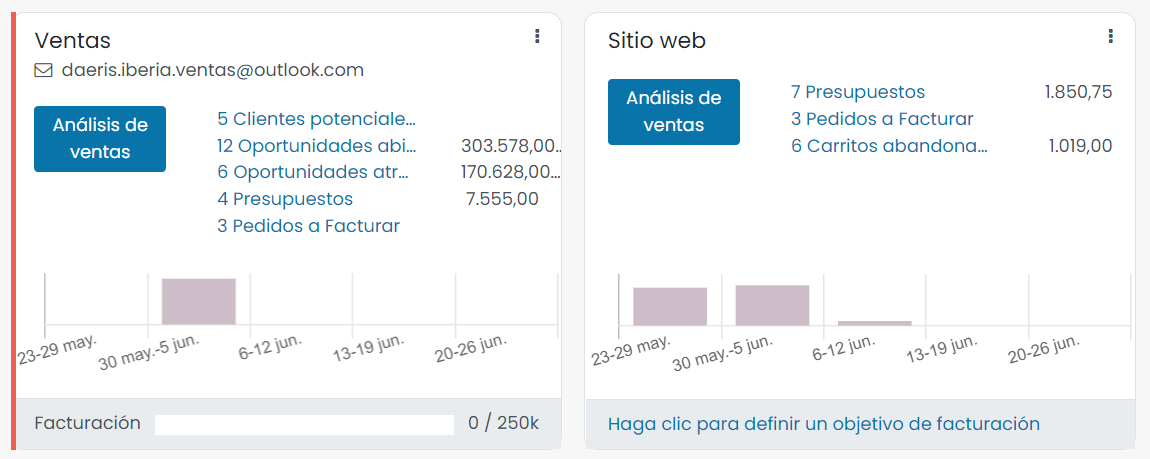 Ventas
daeris.iberia.ventas@outlook.com
Análisis de
ventas
5 Clientes potenciale...
12 Oportunidades abi... 303.578,00...
6 Oportunidades atr... 170.628,00...
4 Presupuestos 7.555,00
3 Pedidos a Facturar
23-29 may.
30 may.-5 jun.
6-12 jun.
13-19 jun.
20-26 jun.
Facturación 0 / 250k
Sitio web
Análisis de
ventas
7 Presupuestos 1.850,75
3 Pedidos a Facturar
6 Carritos abandona... 1.019,00
23-29 may.
30 may.-5 jun.
6-12 jun.
13-19 jun.
20-26 jun.
Haga clic para definir un objetivo de facturación